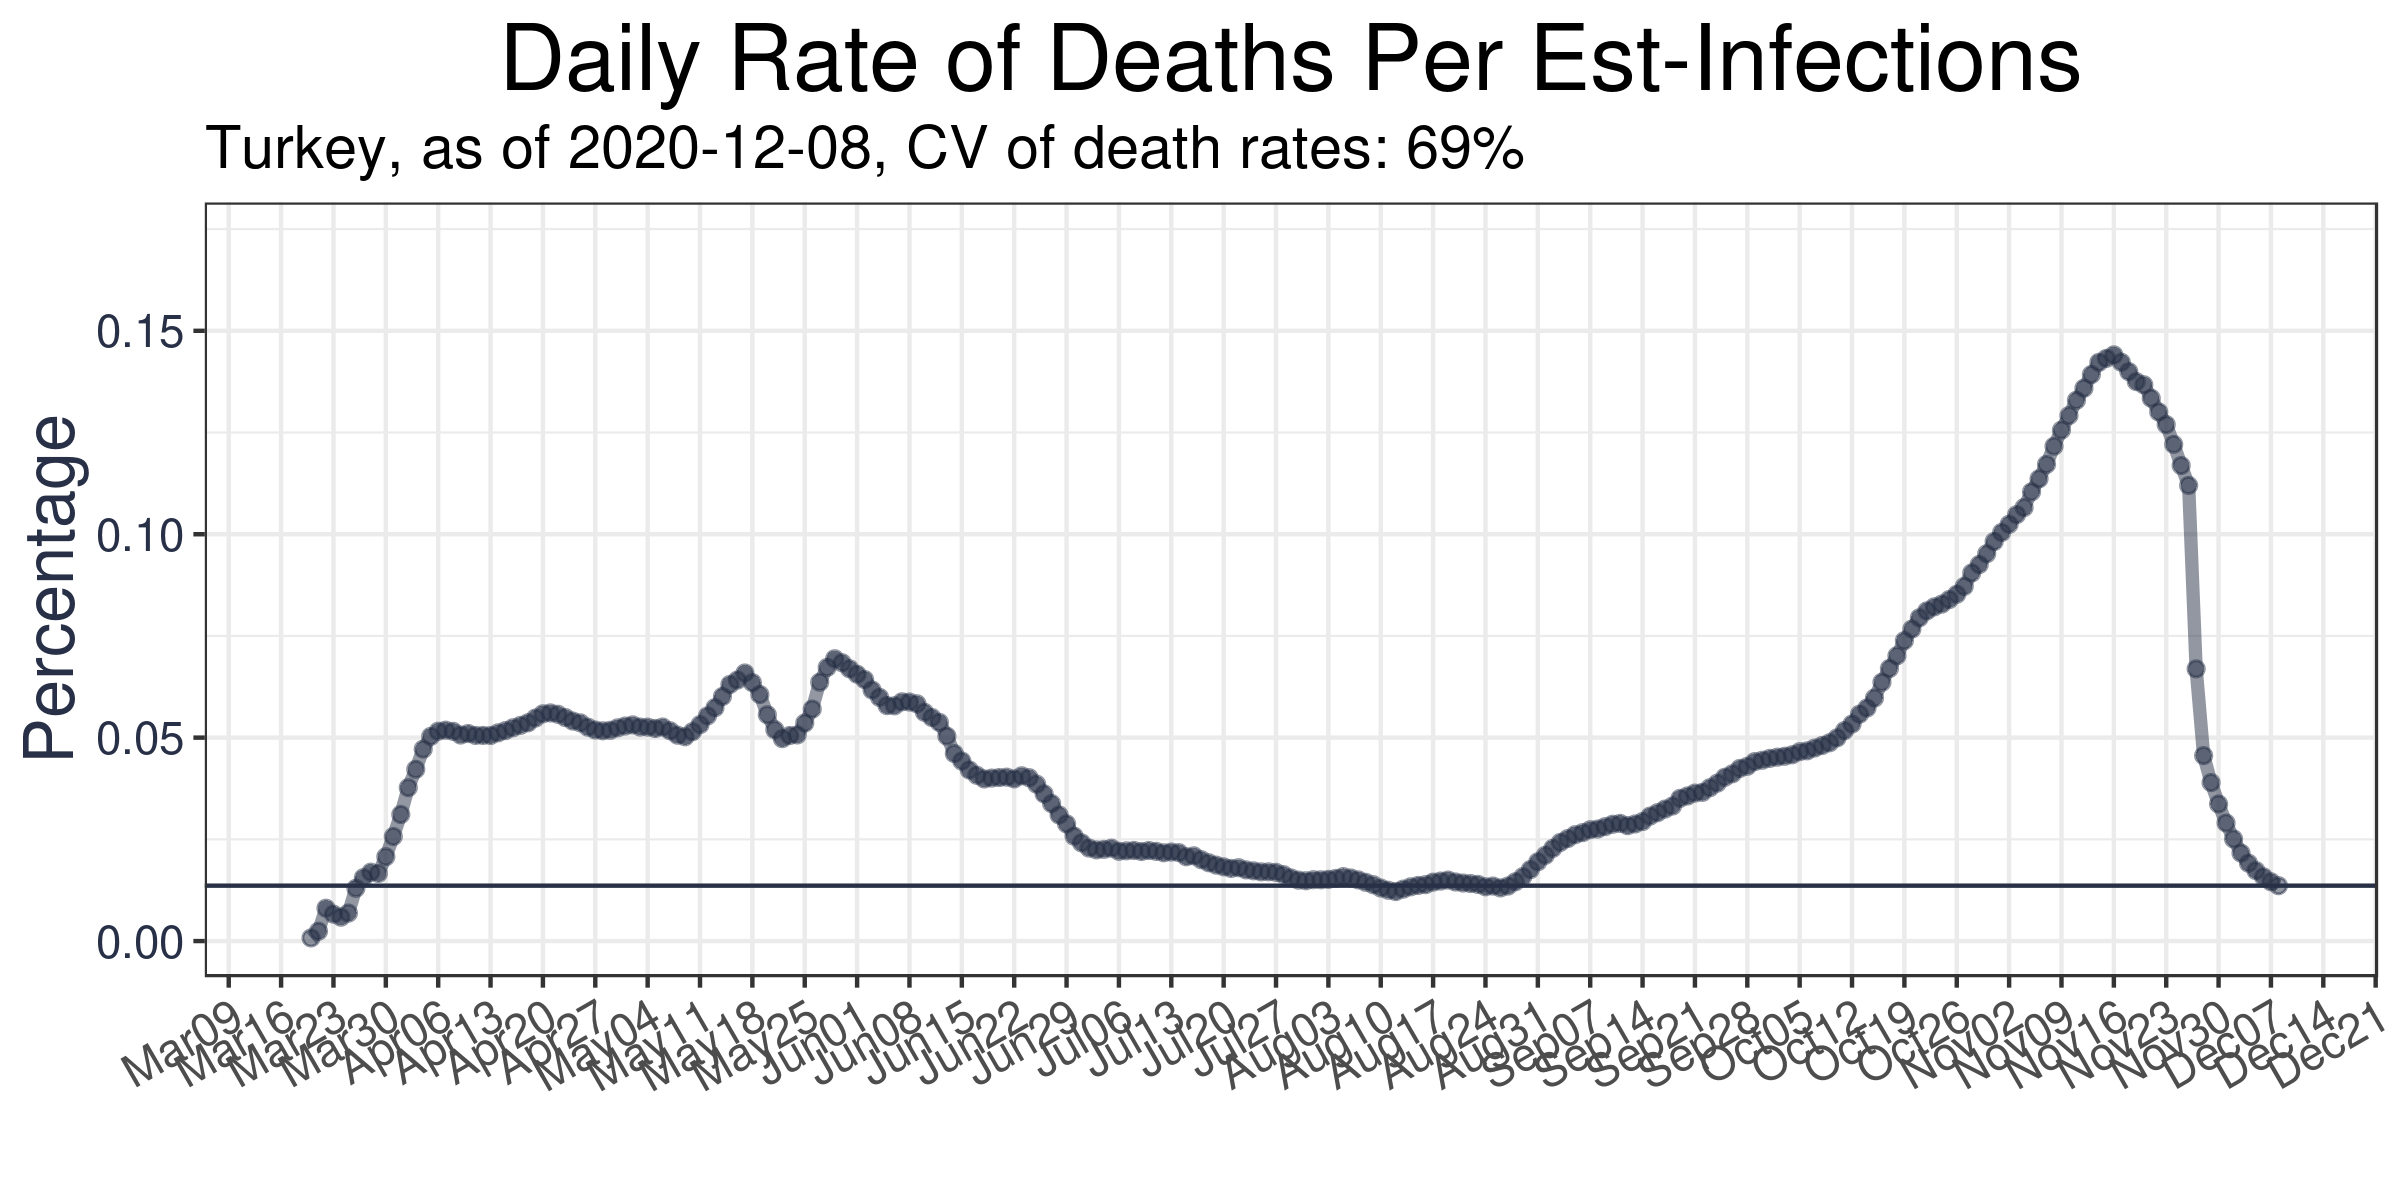 Daily Rate of Deaths Per Est-Infections
Turkey, as of 2020-12-08, CV of death rates: 69%
Percentage
0.15
0.10
0.05
0.00
Mar09
Mar16
Mar23
Mar30
Apr06
Apr13
Apr20
Apr27
May04
May11
May18
May25
Jun01
Jun08
Jun15
Jun22
Jun29
Jul06
Jul13
Jul20
Jul27
Aug03
Aug10
Aug17
Aug24
Aug31
Sep07
Sep14
Sep21
Sep28
Oct05
Oct12
Oct19
Oct26
Nov02
Nov09
Nov16
Nov23
Nov30
Dec07
Dec14
Dec21